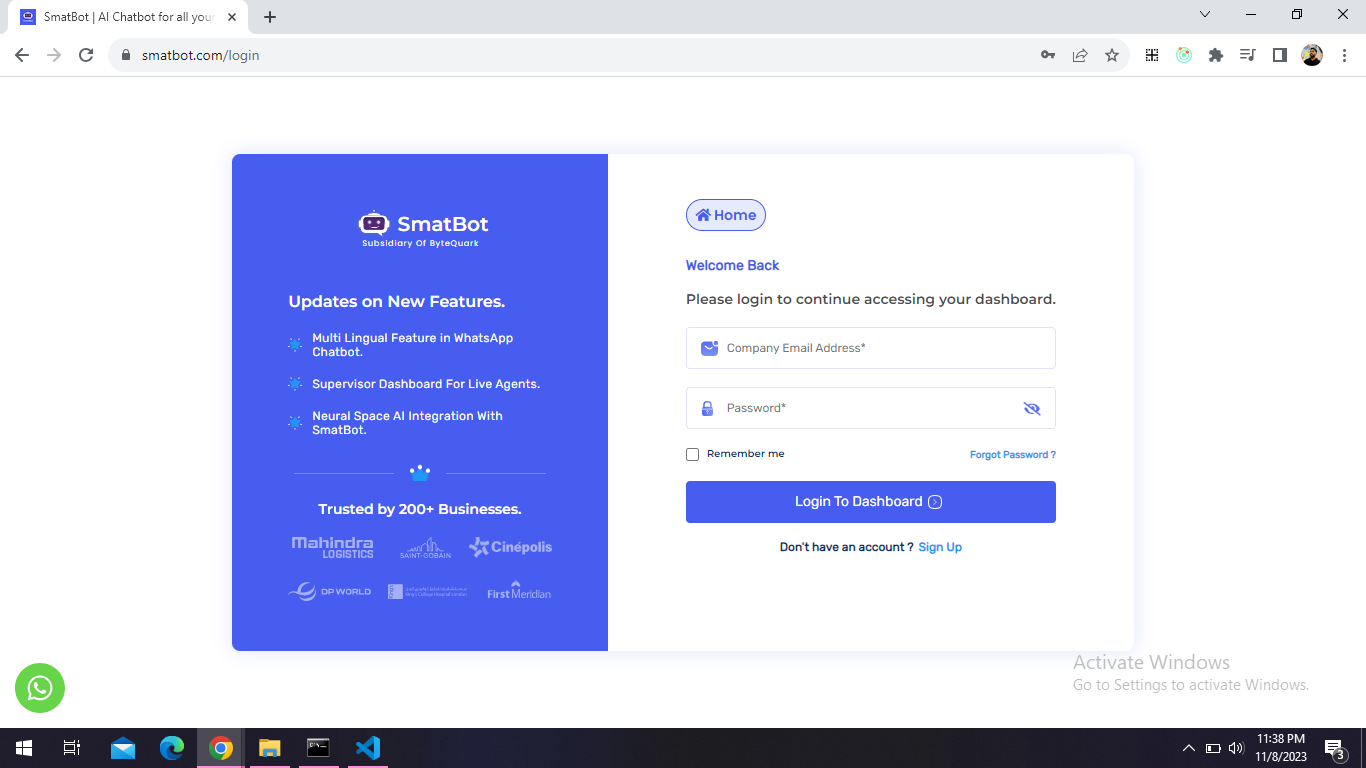 SmatBot | AI Chatbot for all your
smatbot.com/login
SmatBot
Subsidiary Of ByteQuark
Updates on New Features.
Multi Lingual Feature in WhatsApp
Chatbot.
Supervisor Dashboard For Live Agents.
Neural Space AI Integration With
SmatBot.
Trusted by 200+ Businesses.
Mahindra
LOGISTICS
SAINT-GOBAIN
Cinépolis
DP WORLD
King's College Hospital London
First Meridian
Home
Welcome Back
Please login to continue accessing your dashboard.
Company Email Address*
Password*
Remember me
Forgot Password ?
Login To Dashboard
Don't have an account ? Sign Up
Activate Windows
Go to Settings to activate Windows.
11:38 PM
11/8/2023
3